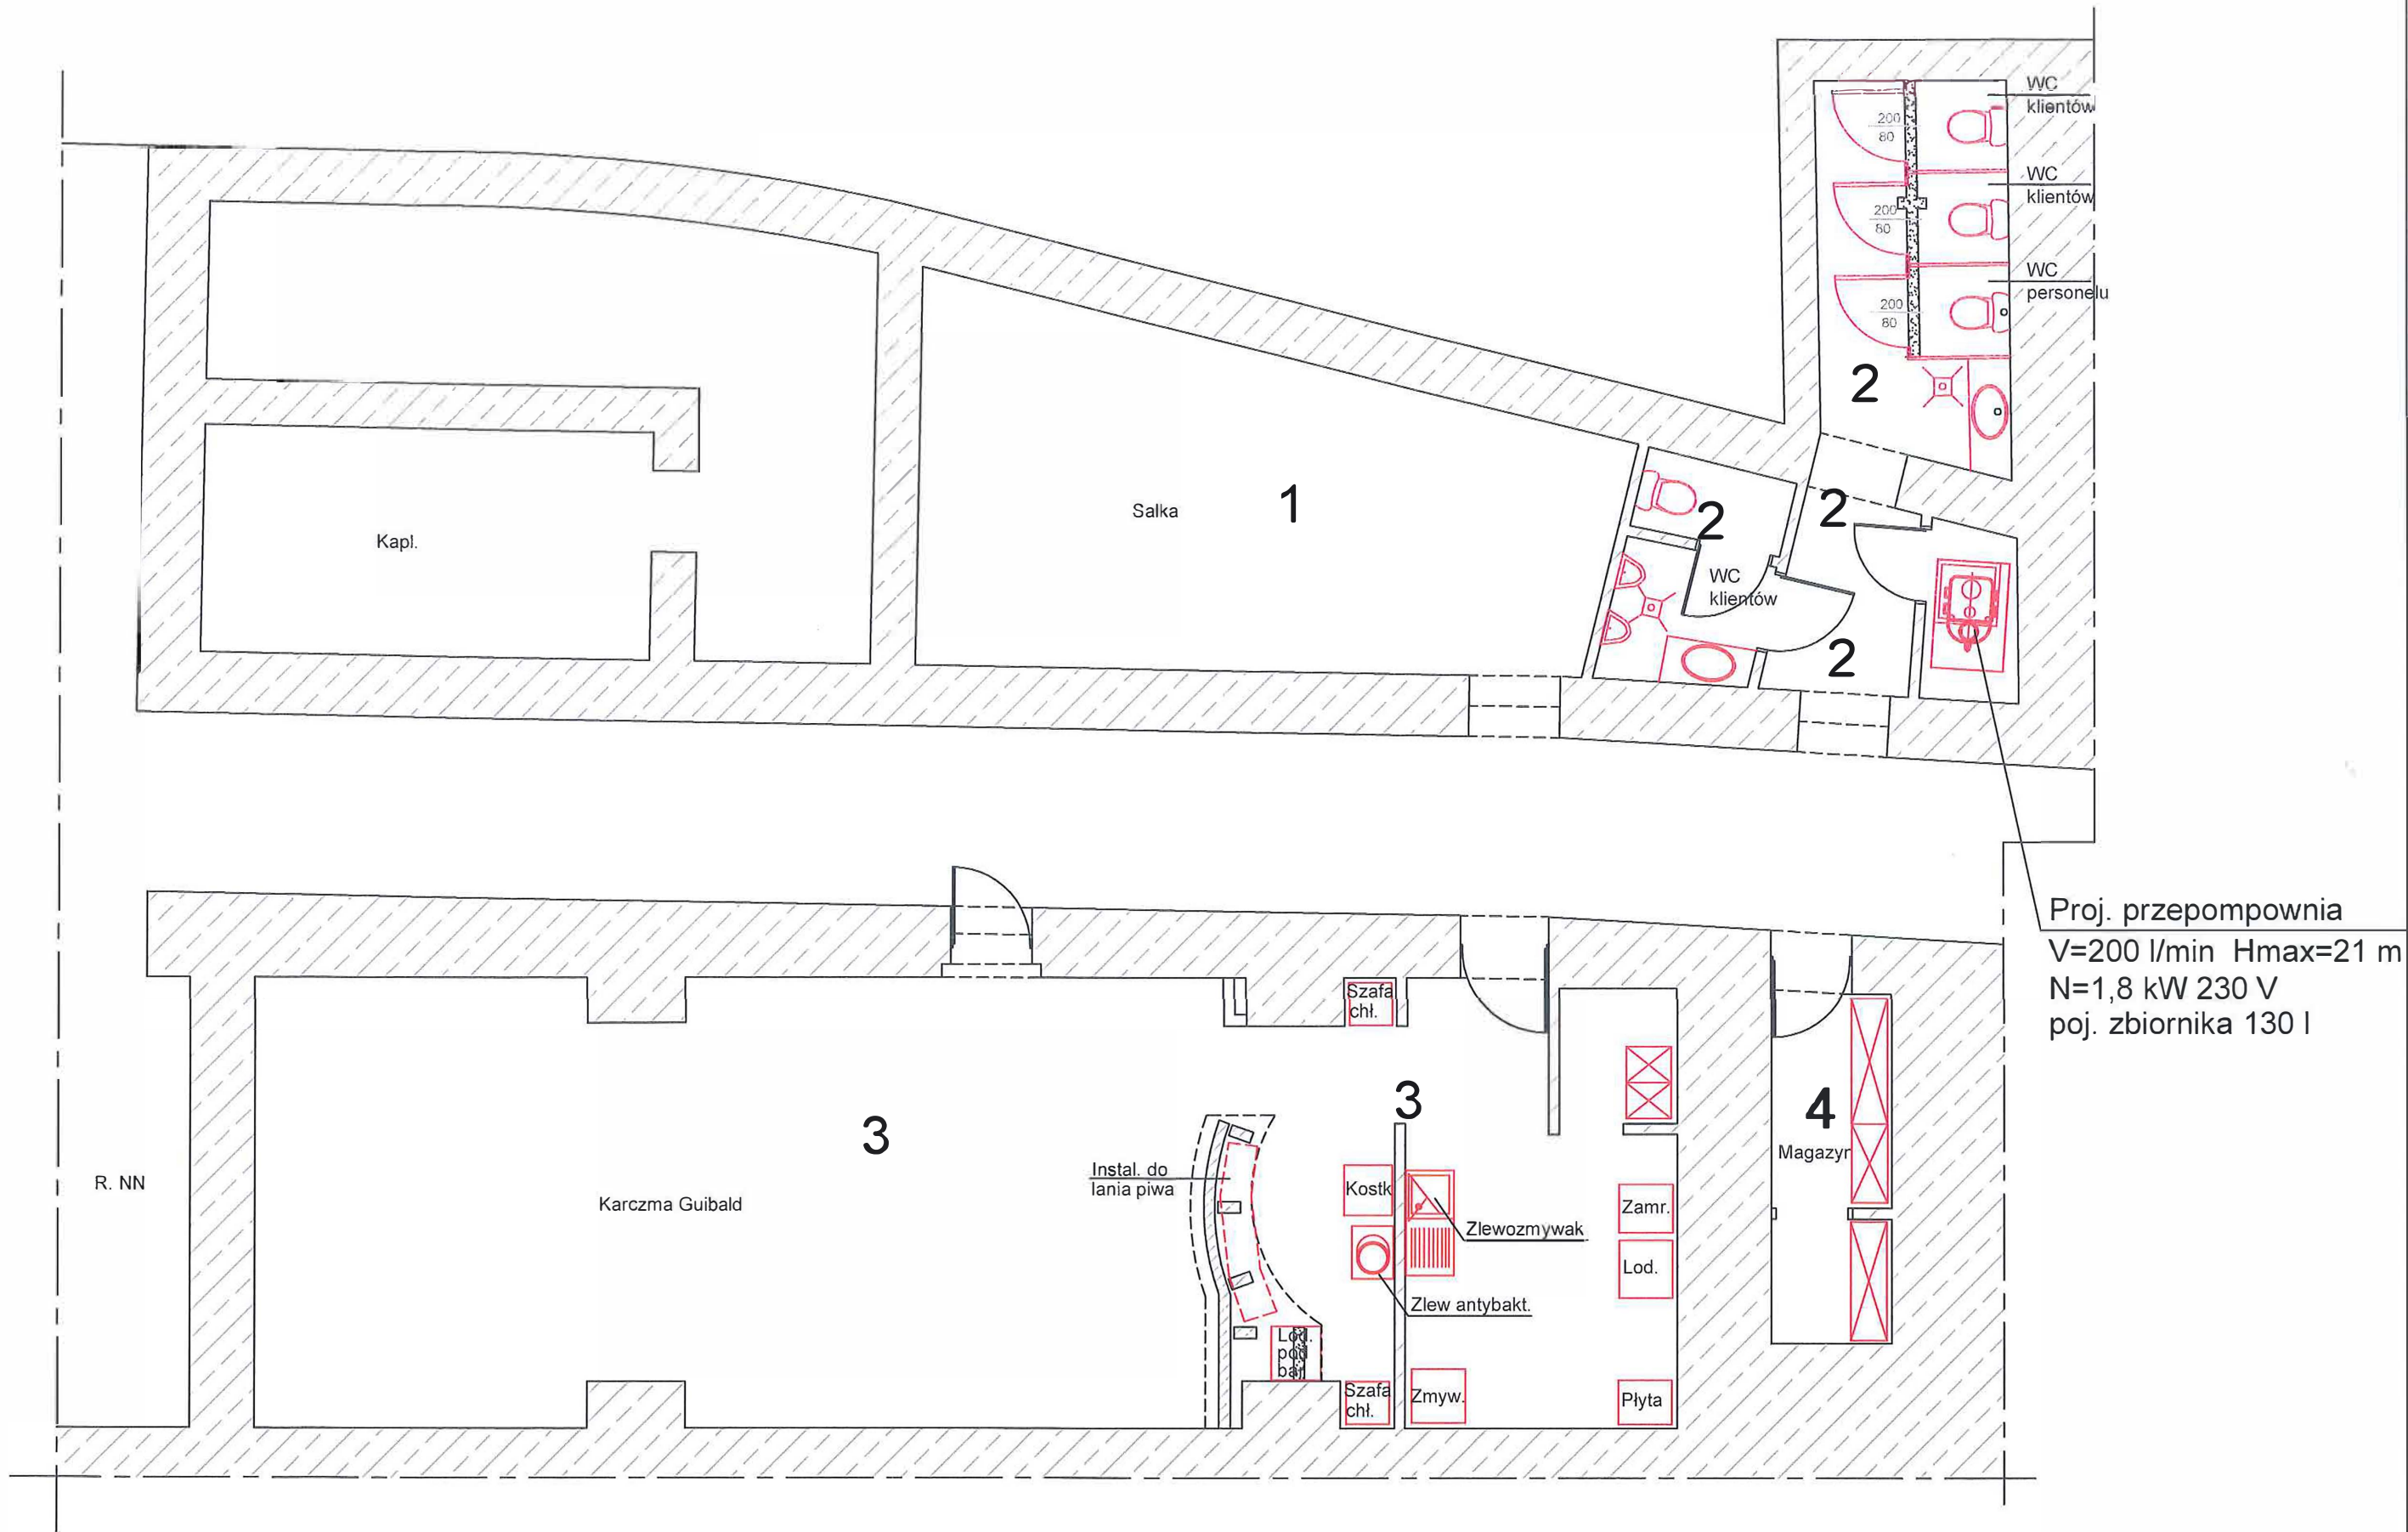 WC
klientów
200
80
WC
klientów
200
80
WC
personelu
200
80
2
Kapl.
Salka
1
2
2
WC
klientów
2
Proj. przepompownia
V=200 l/min Hmax=21 m
N=1,8 kW 230 V
poj. zbiornika 130 l
Szafa
chł.
3
3
4
Magazyn
Instal. do
lania piwa
R. NN
Karczma Guibald
Kostk
Zamr.
Zlewozmywak
Lod.
Zlew antybakt.
Lod.
pod
bar
Szafa
chł.
Zmyw.
Płyta